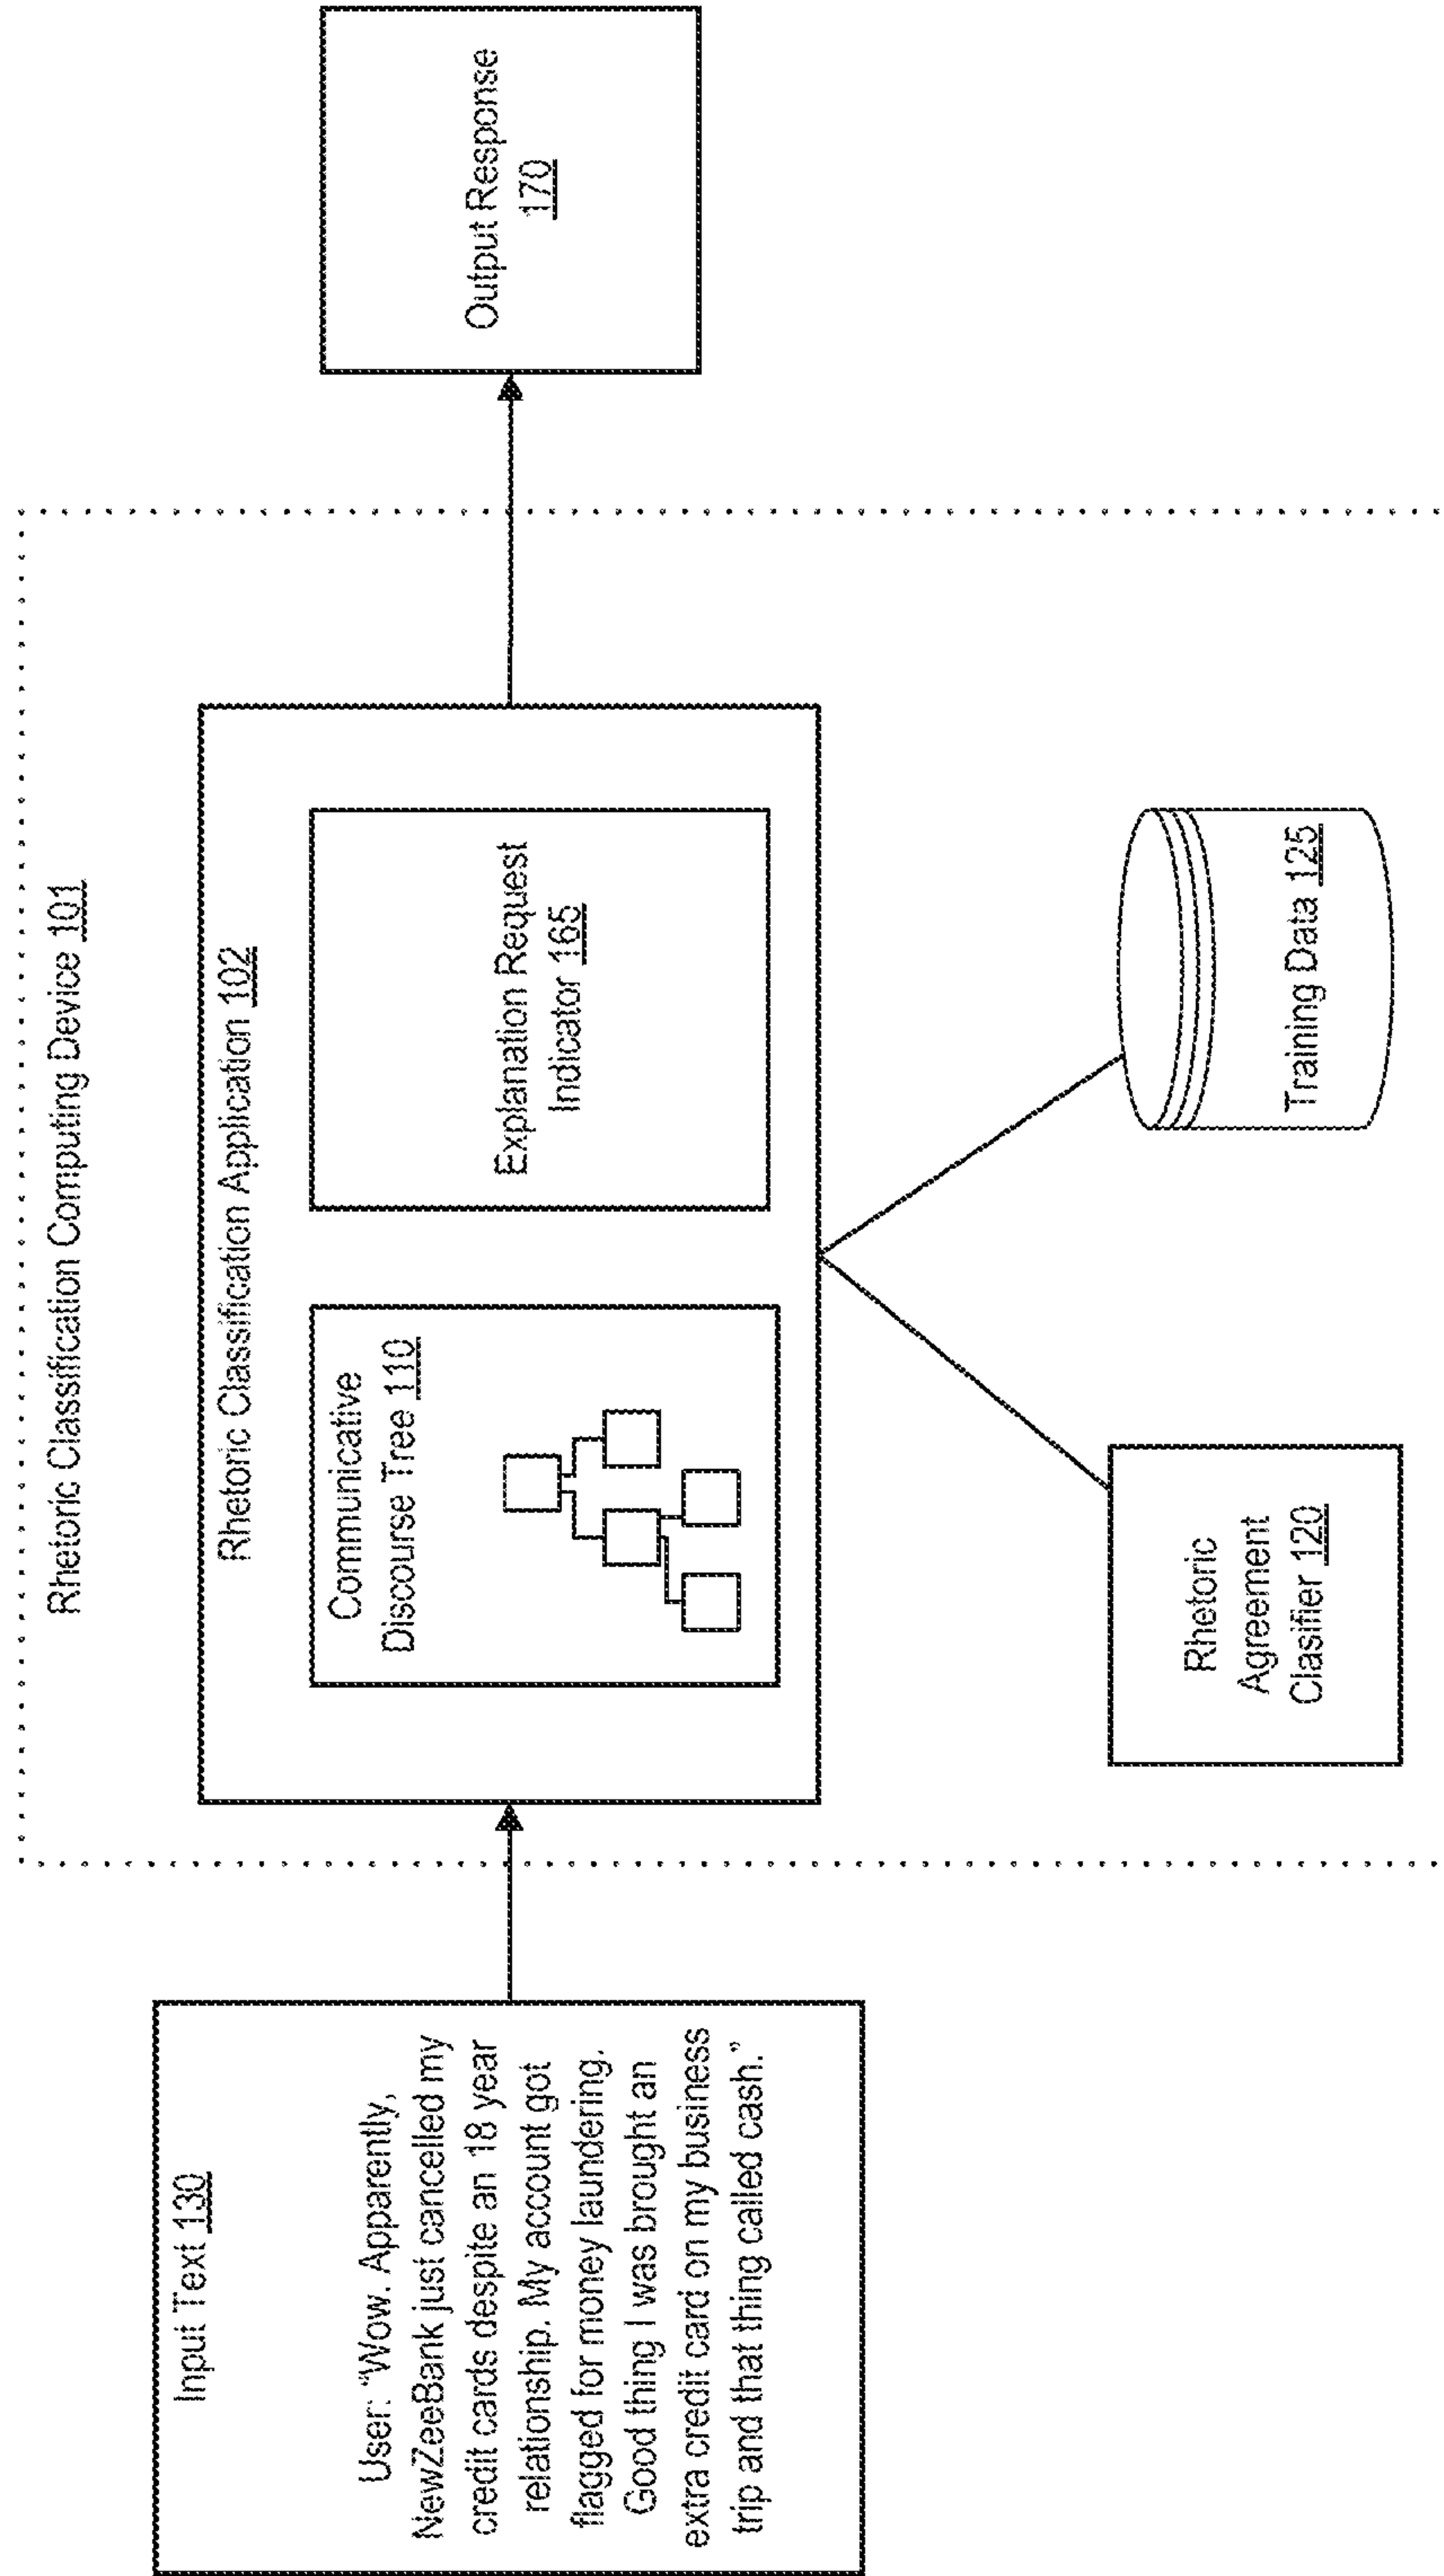 Rhetoric Classification Computing Device 101
Rhetoric Classification Application 102
Input Text 130
User: “Wow. Apparently,
NewZeeBank just cancelled my
credit cards despite an 18 year
relationship. My account got
flagged for money laundering.
Good thing I was brought an
extra credit card on my business
trip and that thing called cash.”
Communicative
Discourse Tree 110
Explanation Request
Indicator 165
Output Response
170
Rhetoric
Agreement
Clasifier 120
Training Data 125